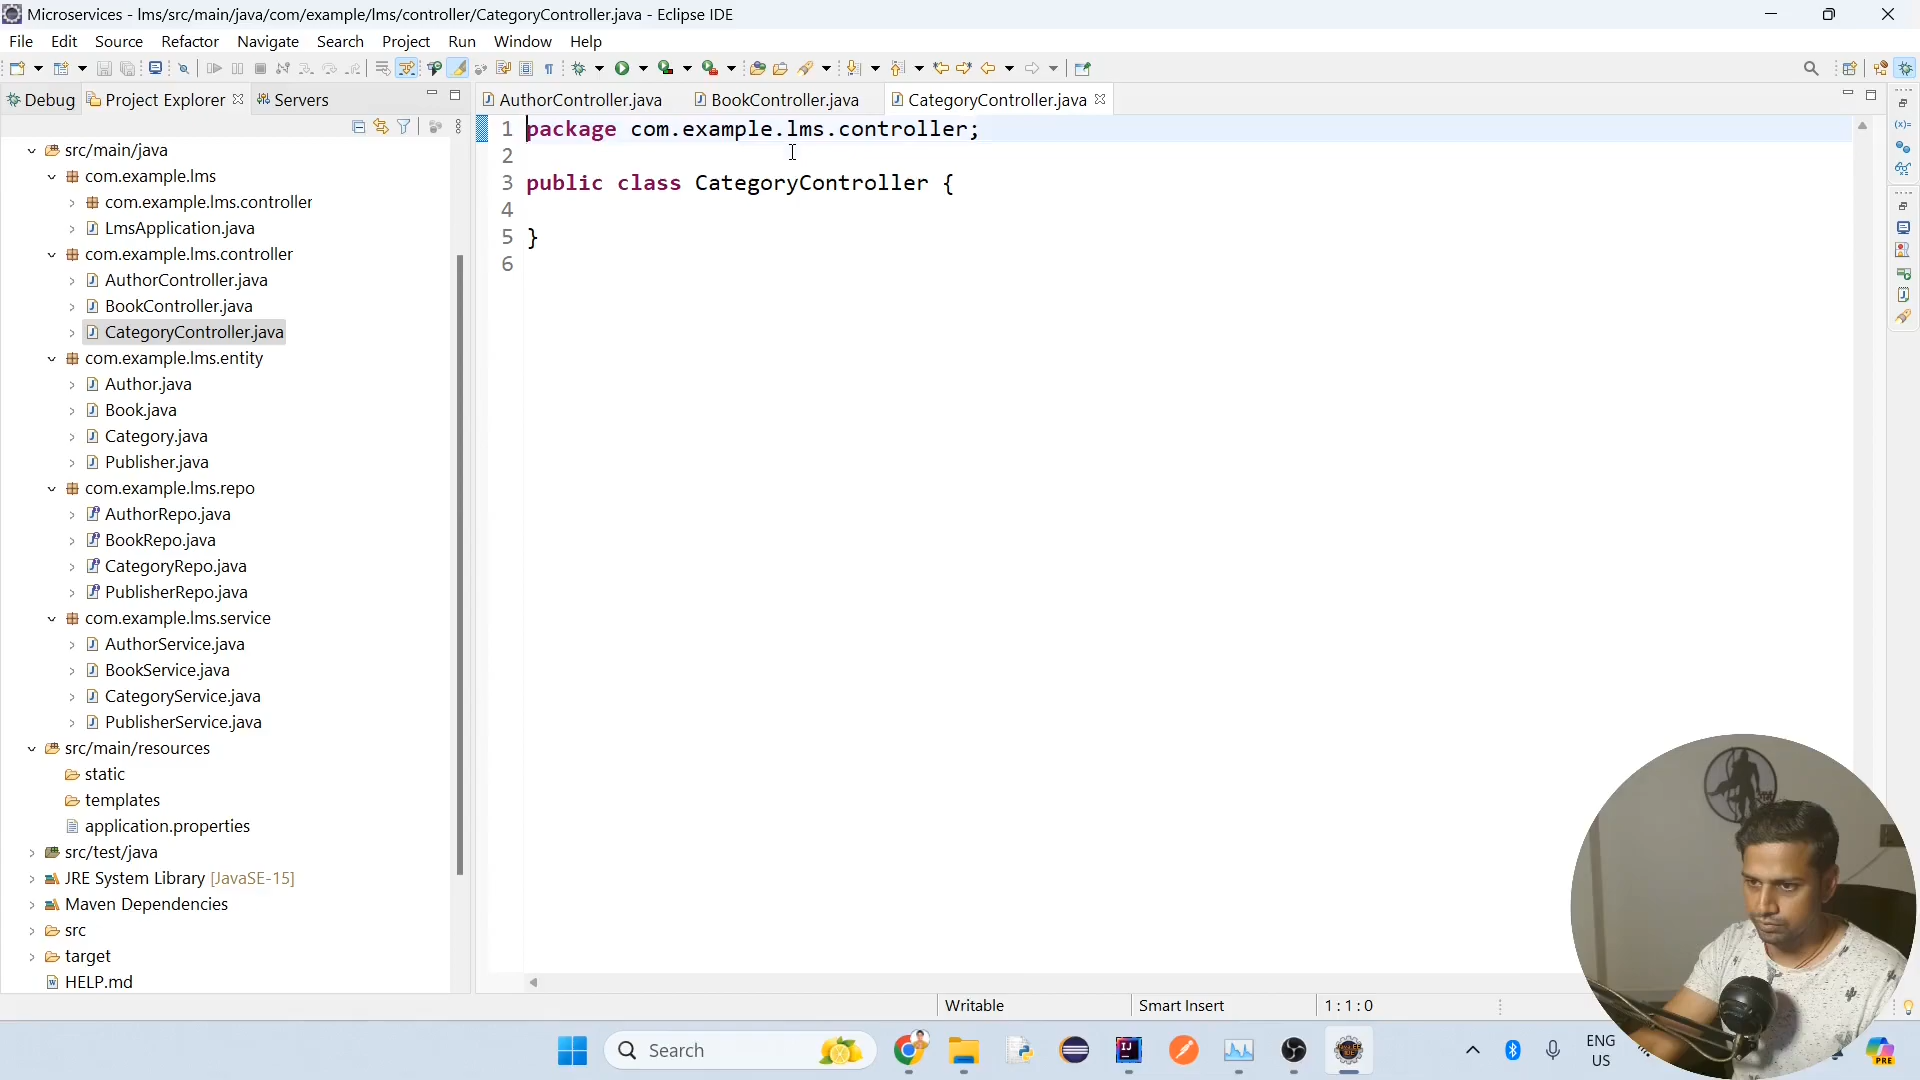 Microservices - lms/src/main/java/com/example/lms/controller/CategoryController.java - Eclipse IDE
File Edit Source Refactor Navigate Search Project Run Window Help
Debug Project Explorer Servers
AuthorController.java BookController.java CategoryController.java
src/main/java
com.example.lms
com.example.lms.controller
LmsApplication.java
com.example.lms.controller
AuthorController.java
BookController.java
CategoryController.java
com.example.lms.entity
Author.java
Book.java
Category.java
Publisher.java
com.example.lms.repo
AuthorRepo.java
BookRepo.java
CategoryRepo.java
PublisherRepo.java
com.example.lms.service
AuthorService.java
BookService.java
CategoryService.java
PublisherService.java
src/main/resources
static
templates
application.properties
src/test/java
JRE System Library [JavaSE-15]
Maven Dependencies
src
target
HELP.md
1 package com.example.lms.controller;
2
3 public class CategoryController {
4
5 }
6
Writable Smart Insert 1:1:0
Search
ENG
US
PRE